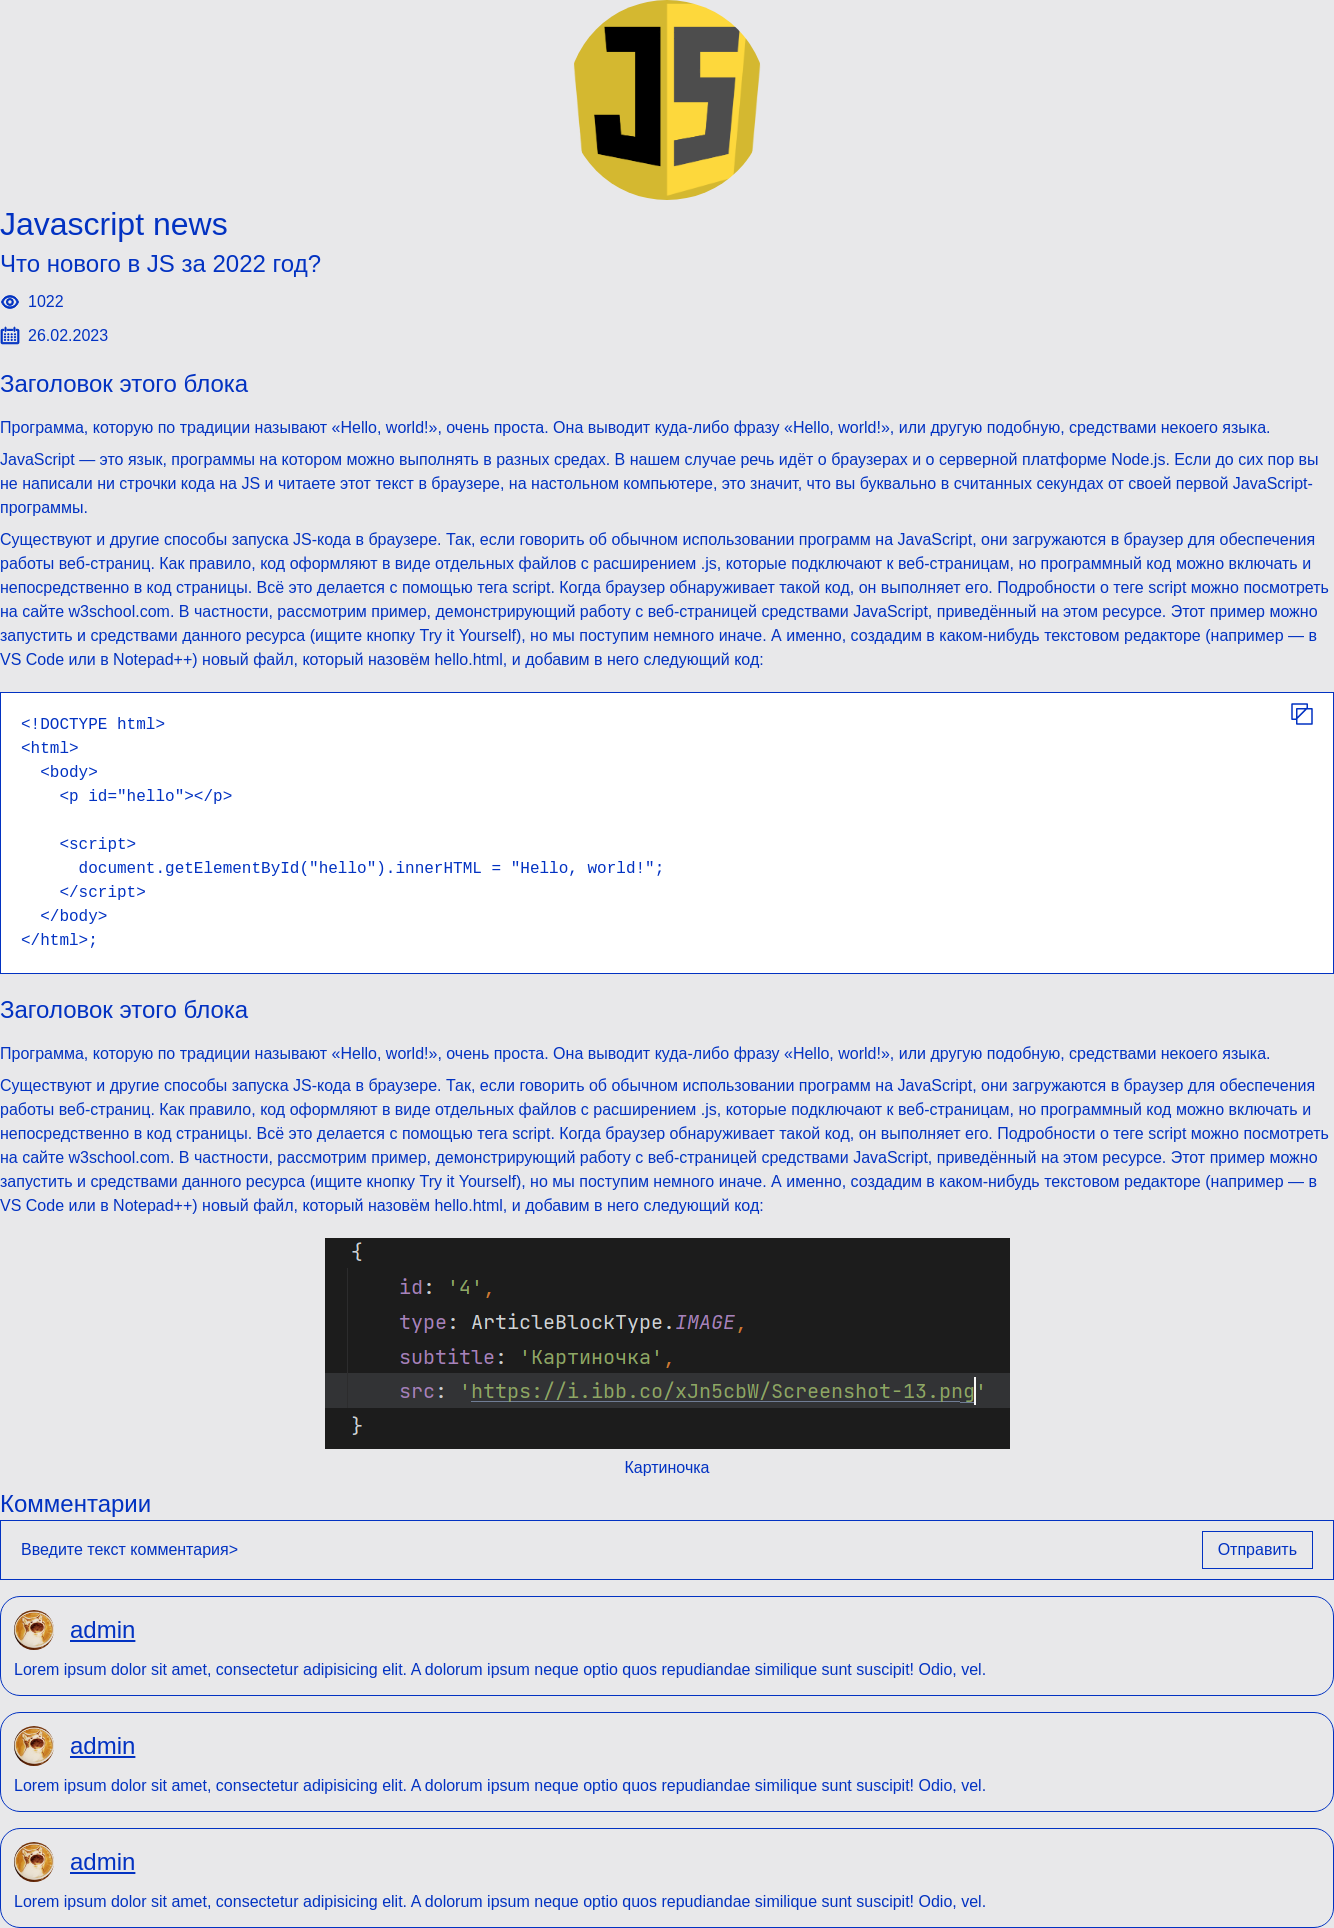 JS
Javascript news
Что нового в JS за 2022 год?
1022
26.02.2023
Заголовок этого блока
Программа, которую по традиции называют «Hello, world!», очень проста. Она выводит куда-либо фразу «Hello, world!», или другую подобную, средствами некоего языка.
JavaScript — это язык, программы на котором можно выполнять в разных средах. В нашем случае речь идёт о браузерах и о серверной платформе Node.js. Если до сих пор вы
не написали ни строчки кода на JS и читаете этот текст в браузере, на настольном компьютере, это значит, что вы буквально в считанных секундах от своей первой JavaScript-
программы.
Существуют и другие способы запуска JS-кода в браузере. Так, если говорить об обычном использовании программ на JavaScript, они загружаются в браузер для обеспечения
работы веб-страниц. Как правило, код оформляют в виде отдельных файлов с расширением .js, которые подключают к веб-страницам, но программный код можно включать и
непосредственно в код страницы. Всё это делается с помощью тега script. Когда браузер обнаруживает такой код, он выполняет его. Подробности о теге script можно посмотреть
на сайте w3school.com. В частности, рассмотрим пример, демонстрирующий работу с веб-страницей средствами JavaScript, приведённый на этом ресурсе. Этот пример можно
запустить и средствами данного ресурса (ищите кнопку Try it Yourself), но мы поступим немного иначе. А именно, создадим в каком-нибудь текстовом редакторе (например — в
VS Code или в Notepad++) новый файл, который назовём hello.html, и добавим в него следующий код:
<!DOCTYPE html>
<html>
  <body>
    <p id="hello"></p>
    <script>
      document.getElementById("hello").innerHTML = "Hello, world!";
    </script>
  </body>
</html>;
Заголовок этого блока
Программа, которую по традиции называют «Hello, world!», очень проста. Она выводит куда-либо фразу «Hello, world!», или другую подобную, средствами некоего языка.
Существуют и другие способы запуска JS-кода в браузере. Так, если говорить об обычном использовании программ на JavaScript, они загружаются в браузер для обеспечения
работы веб-страниц. Как правило, код оформляют в виде отдельных файлов с расширением .js, которые подключают к веб-страницам, но программный код можно включать и
непосредственно в код страницы. Всё это делается с помощью тега script. Когда браузер обнаруживает такой код, он выполняет его. Подробности о теге script можно посмотреть
на сайте w3school.com. В частности, рассмотрим пример, демонстрирующий работу с веб-страницей средствами JavaScript, приведённый на этом ресурсе. Этот пример можно
запустить и средствами данного ресурса (ищите кнопку Try it Yourself), но мы поступим немного иначе. А именно, создадим в каком-нибудь текстовом редакторе (например — в
VS Code или в Notepad++) новый файл, который назовём hello.html, и добавим в него следующий код:
{
    id: '4',
    type: ArticleBlockType.IMAGE,
    subtitle: 'Картиночка',
    src: 'https://i.ibb.co/xJn5cbW/Screenshot-13.png'
}
Картиночка
Комментарии
Введите текст комментария>
Отправить
admin
Lorem ipsum dolor sit amet, consectetur adipisicing elit. A dolorum ipsum neque optio quos repudiandae similique sunt suscipit! Odio, vel.
admin
Lorem ipsum dolor sit amet, consectetur adipisicing elit. A dolorum ipsum neque optio quos repudiandae similique sunt suscipit! Odio, vel.
admin
Lorem ipsum dolor sit amet, consectetur adipisicing elit. A dolorum ipsum neque optio quos repudiandae similique sunt suscipit! Odio, vel.